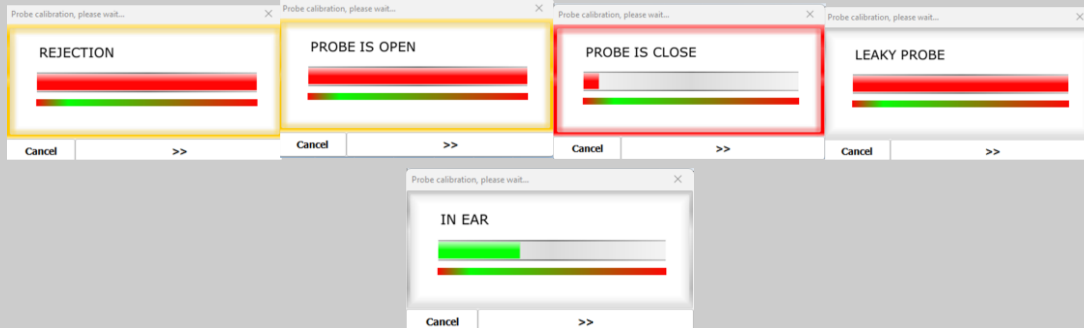 Probe calibration, please wait...
REJECTION
Cancel >>
Probe calibration, please wait...
PROBE IS OPEN
Cancel >>
Probe calibration, please wait...
PROBE IS CLOSE
Cancel >>
Probe calibration, please wait...
LEAKY PROBE
Cancel >>
Probe calibration, please wait...
IN EAR
Cancel >>